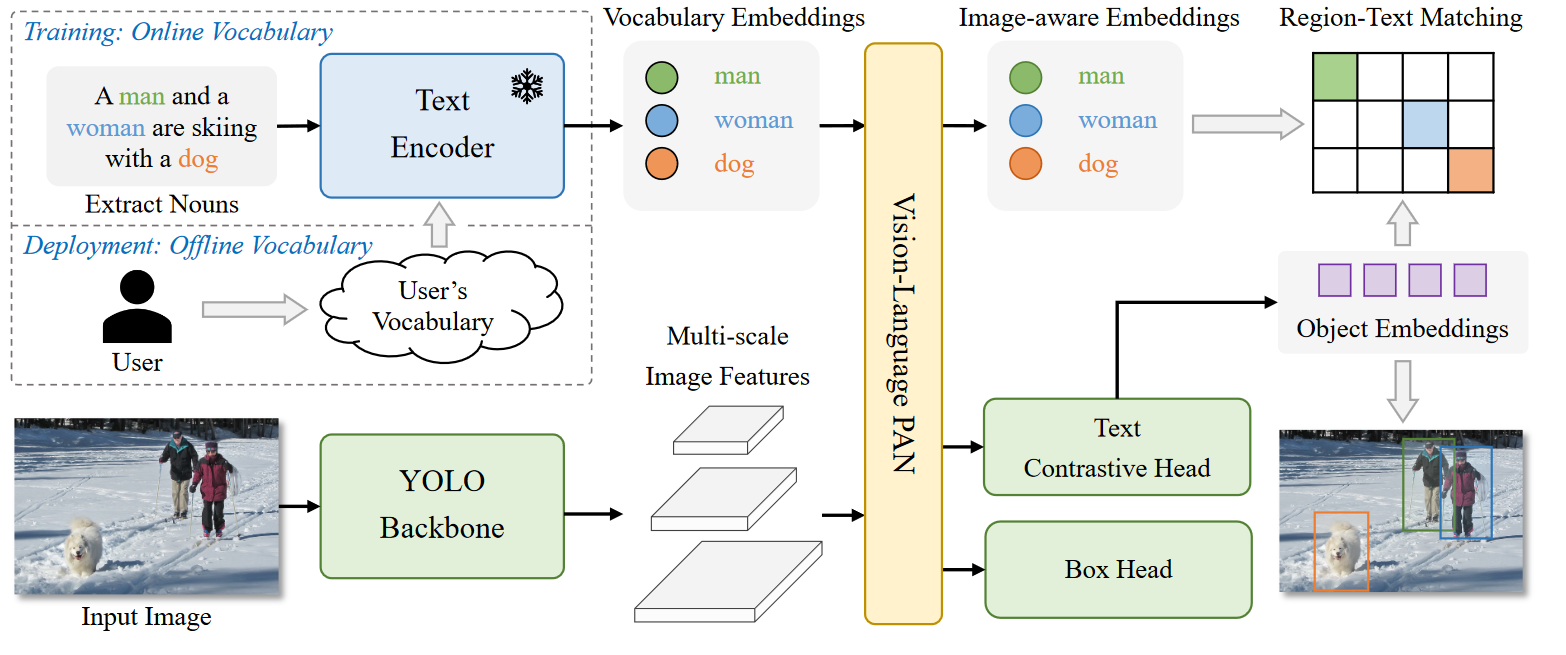 Training: Online Vocabulary
A man and a
woman are skiing
with a dog
Extract Nouns
Text
Encoder
Deployment: Offline Vocabulary
User
User's
Vocabulary
Vocabulary Embeddings
man
woman
dog
Vision-Language PAN
Image-aware Embeddings
man
woman
dog
Region-Text Matching
Object Embeddings
Input Image
YOLO
Backbone
Multi-scale
Image Features
Text
Contrastive Head
Box Head